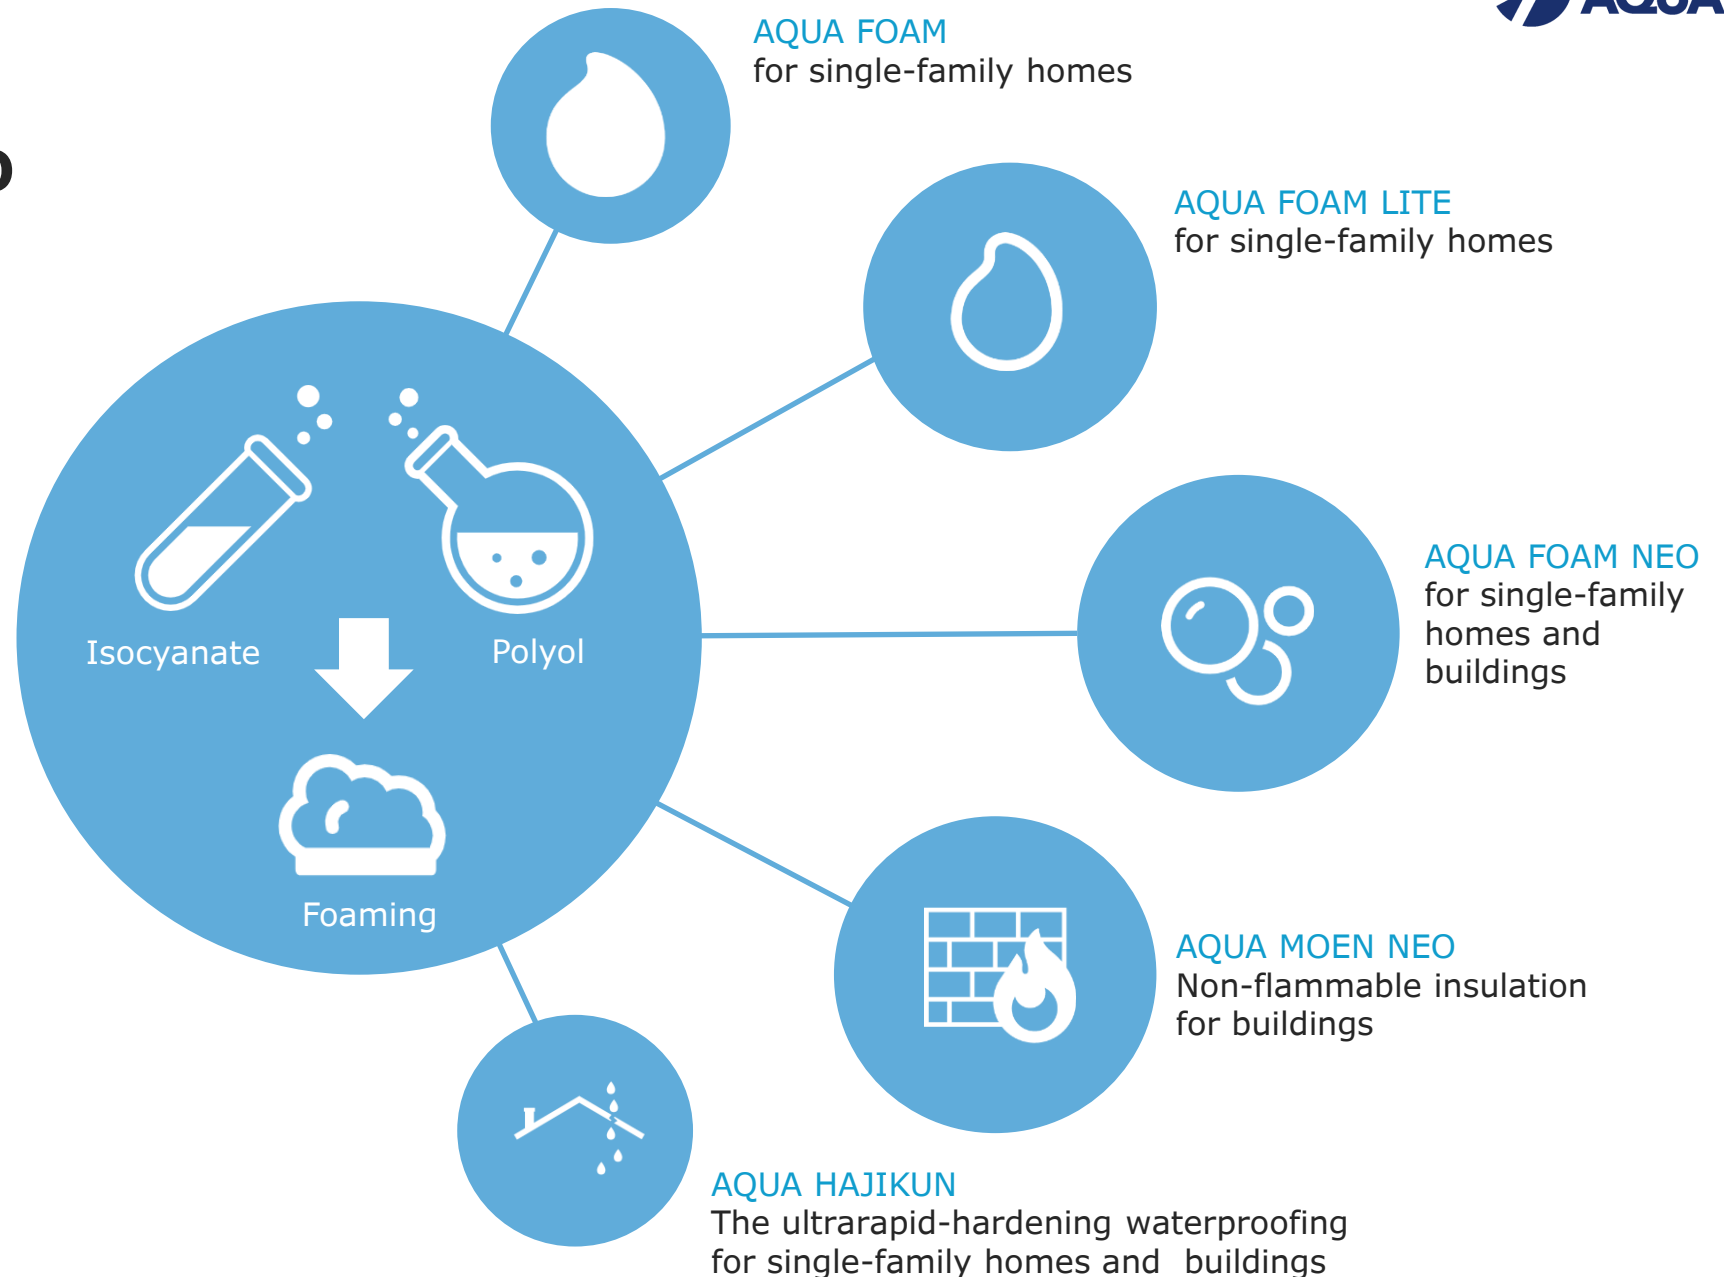 AQUA
AQUA FOAM
for single-family homes
AQUA FOAM LITE
for single-family homes
Isocyanate
Polyol
Foaming
AQUA FOAM NEO
for single-family
homes and
buildings
AQUA MOEN NEO
Non-flammable insulation
for buildings
AQUA HAJIKUN
The ultrarapid-hardening waterproofing
for single-family homes and  buildings